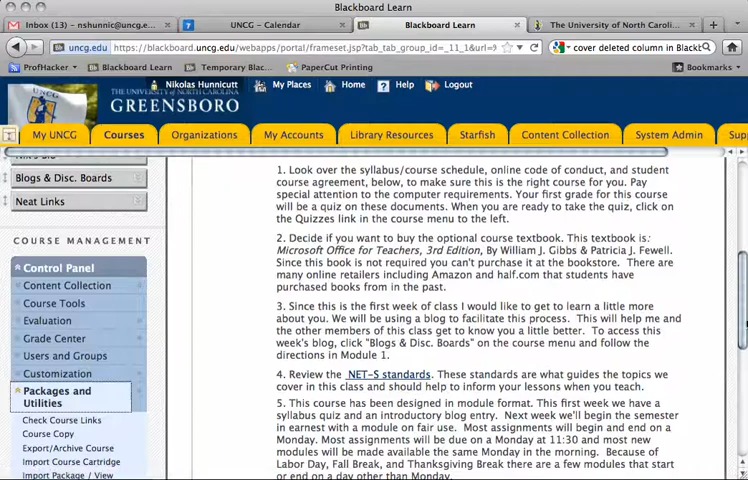 Blackboard Learn
Inbox (13) – nshunnic@uncg.e...
UNCG – Calendar
Blackboard Learn
The University of North Caroli...
uncg.edu
https://blackboard.uncg.edu/webapps/portal/frameset.jsp?tab_tab_group_id=_11_1&url=
cover deleted column in Blackb
ProfHacker
Blackboard Learn
Temporary Blac...
PaperCut Printing
Bookmarks
Nikolas Hunnicutt
My Places
Home
Help
Logout
THE UNIVERSITY OF NORTH CAROLINA
GREENSBORO
My UNCG
Courses
Organizations
My Accounts
Library Resources
Starfish
Content Collection
System Admin
Sup
Blogs & Disc. Boards
Neat Links
COURSE MANAGEMENT
Control Panel
Content Collection
Course Tools
Evaluation
Grade Center
Users and Groups
Customization
Packages and
Utilities
Check Course Links
Course Copy
Export/Archive Course
Import Course Cartridge
Import Package / View
1. Look over the syllabus/course schedule, online code of conduct, and student
course agreement, below, to make sure this is the right course for you. Pay
special attention to the computer requirements. Your first grade for this course
will be a quiz on these documents. When you are ready to take the quiz, click on
the Quizzes link in the course menu to the left.
2. Decide if you want to buy the optional course textbook. This textbook is:
Microsoft Office for Teachers, 3rd Edition, By William J. Gibbs & Patricia J. Fewell.
Since this book is not required you can't purchase it at the bookstore. There are
many online retailers including Amazon and half.com that students have
purchased books from in the past.
3. Since this is the first week of class I would like to get to learn a little more
about you. We will be using a blog to facilitate this process. This will help me and
the other members of this class get to know you a little better. To access this
week's blog, click "Blogs & Disc. Boards" on the course menu and follow the
directions in Module 1.
4. Review the NET-S standards. These standards are what guides the topics we
cover in this class and should help to inform your lessons when you teach.
5. This course has been designed in module format. This first week we have a
syllabus quiz and an introductory blog entry. Next week we'll begin the semester
in earnest with a module on fair use. Most assignments will begin and end on a
Monday. Most assignments will be due on a Monday at 11:30 and most new
modules will be made available the same Monday in the morning. Because of
Labor Day, Fall Break, and Thanksgiving Break there are a few modules that start
or end on a day other than Monday.